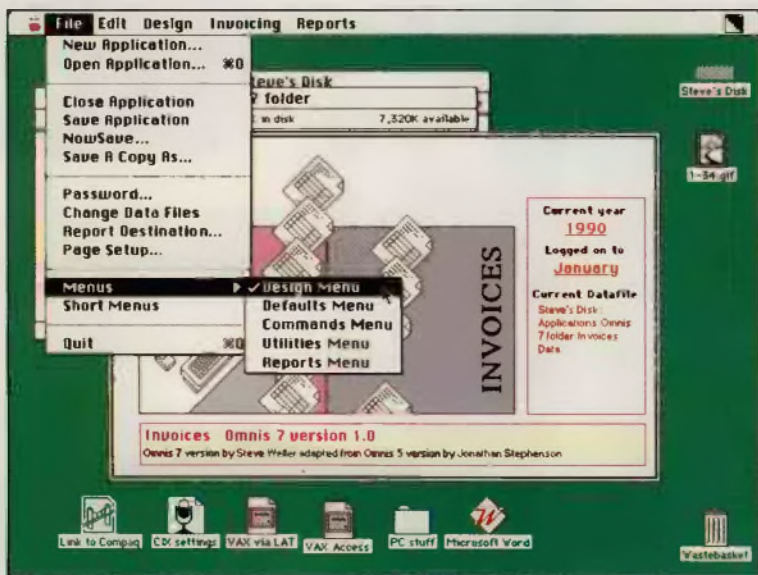 File Edit Design Invoicing Reports
New Application...
Open Application... ⌘O
Close Application
Save Application
NowSave...
Save A Copy As...
Password...
Change Data Files
Report Destination...
Page Setup...
Menus
Short Menus
Quit ⌘Q
✓Design Menu
Defaults Menu
Commands Menu
Utilities Menu
Reports Menu
Steve's Disk
7 folder
in disk 7,320K available
INVOICES
Current year
1990
Logged on to
January
Current Datafile
Steve's Disk:
Applications Omnis
7 folder Invoices
Data
Invoices Omnis 7 version 1.0
Omnis 7 version by Steve Weller adapted from Omnis 5 version by Jonathan Stephenson
Steve's Disk
1-34.gif
Link to Compaq
CIX settings
VAX via LAT
VAX Access
PC stuff
Microsoft Word
Wastebasket